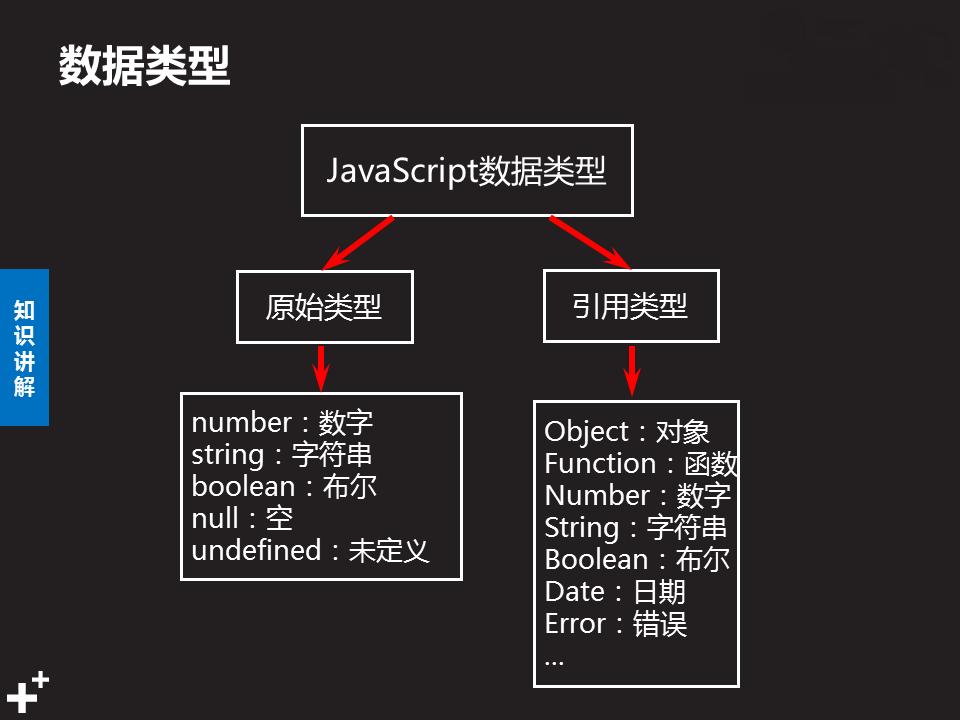 数据类型
JavaScript数据类型
原始类型
引用类型
知识讲解
number：数字
string：字符串
boolean：布尔
null：空
undefined：未定义
Object：对象
Function：函数
Number：数字
String：字符串
Boolean：布尔
Date：日期
Error：错误
...